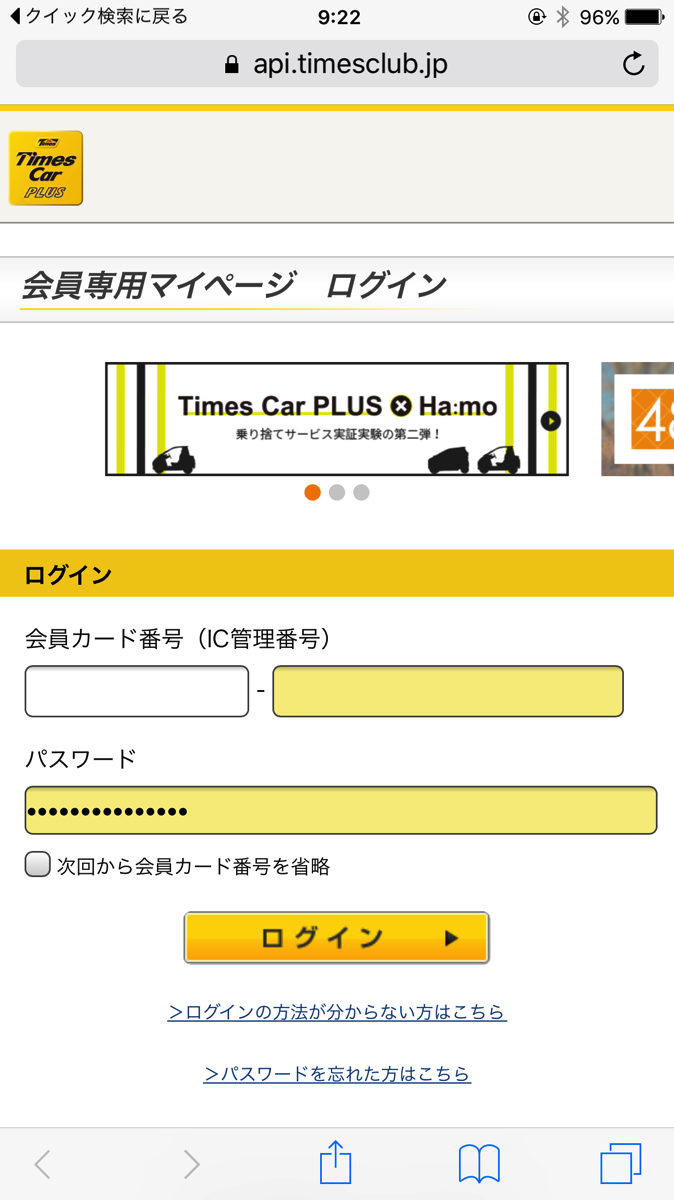 クイック検索に戻る
9:22
96%
api.timesclub.jp
Times
Times
Car
PLUS
会員専用マイページ　ログイン
Times Car PLUS × Ha:mo
乗り捨てサービス実証実験の第二弾！
48
ログイン
会員カード番号（IC管理番号）
-
パスワード
•••••••••••••••
次回から会員カード番号を省略
ログイン
＞ログインの方法が分からない方はこちら
＞パスワードを忘れた方はこちら